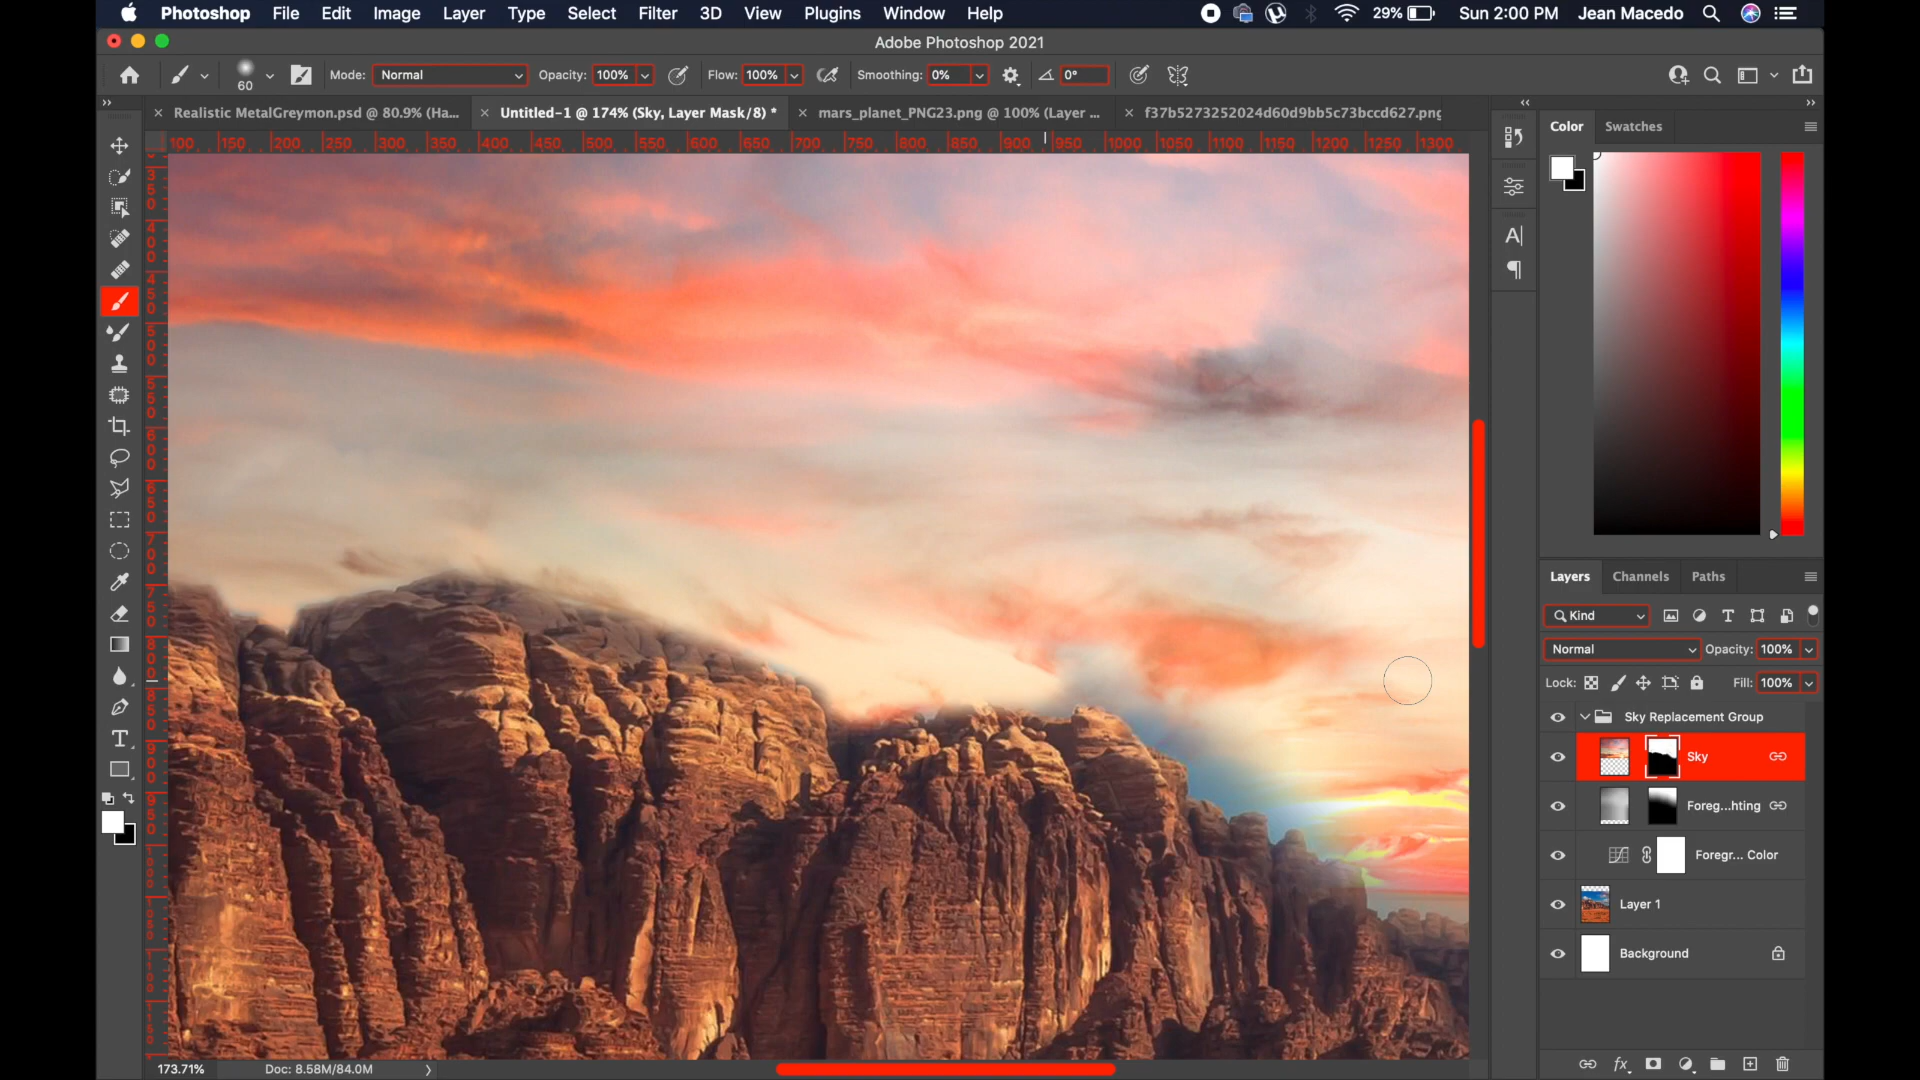 Photoshop File Edit Image Layer Type Select Filter 3D View Plugins Window Help 29% Sun 2:00 PM Jean Macedo
Adobe Photoshop 2021
60 Mode: Normal Opacity: 100% Flow: 100% Smoothing: 0% 0°
Realistic MetalGreymon.psd @ 80.9% (Ha... Untitled-1 @ 174% (Sky, Layer Mask/8) * mars_planet_PNG23.png @ 100% (Layer ... f37b5273252024d60d9bb5c73bccd627.png
100 150 200 250 300 350 400 450 500 550 600 650 700 750 800 850 900 950 1000 1050 1100 1150 1200 1250 1300
Color Swatches
Layers Channels Paths
Kind
Normal Opacity: 100%
Lock: Fill: 100%
Sky Replacement Group
Sky
Foreg...hting
Foregr... Color
Layer 1
Background
173.71% Doc: 8.58M/84.0M